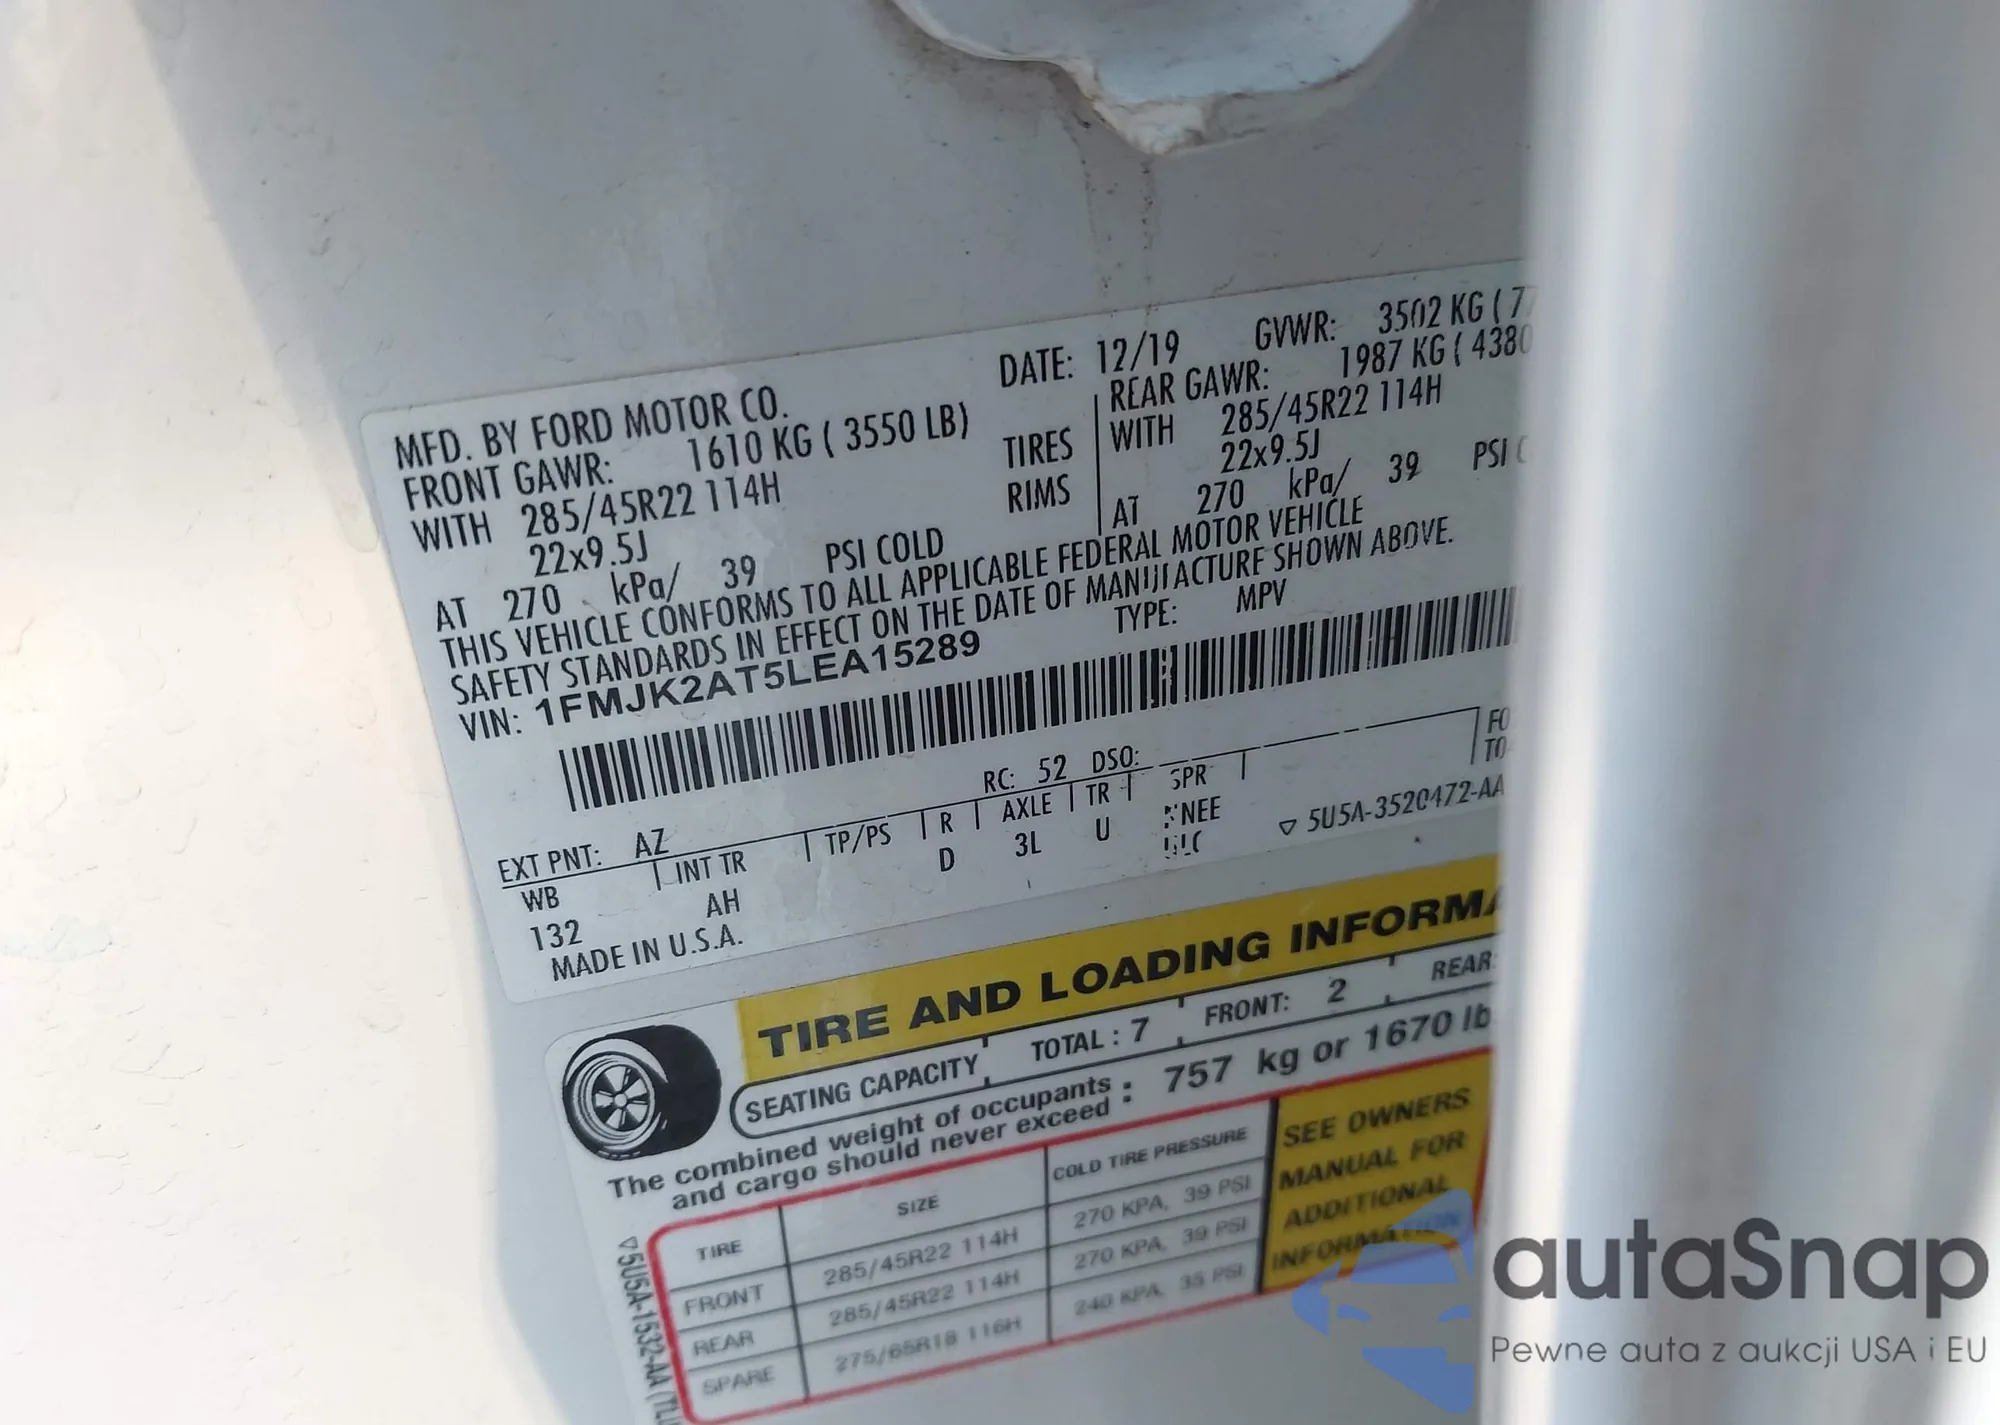 MFD. BY FORD MOTOR CO. DATE: 12/19 GVWR: 3502 KG (
FRONT GAWR: 1610 KG ( 3550 LB) REAR GAWR: 1987 KG ( 4380
WITH 285/45R22 114H TIRES WITH 285/45R22 114H
22x9.5J RIMS 22x9.5J
AT 270 kPa/ 39 PSI COLD AT 270 kPa/ 39 PSI
THIS VEHICLE CONFORMS TO ALL APPLICABLE FEDERAL MOTOR VEHICLE
SAFETY STANDARDS IN EFFECT ON THE DATE OF MANUFACTURE SHOWN ABOVE.
VIN: 1FMJK2AT5LEA15289 TYPE: MPV
RC: 52 DSO:
EXT PNT: AZ
WB INT TR TP/PS R AXLE TR SPR
132 AH D 3L U
MADE IN U.S.A.
5U5A-3520472-AA
TIRE AND LOADING
SEATING CAPACITY TOTAL : 7 FRONT: 2 REAR:
The combined weight of occupants
and cargo should never exceed : 757 kg or 1670 lb
TIRE SIZE COLD TIRE PRESSURE
FRONT 285/45R22 114H 270 KPA, 39 PSI
REAR 285/45R22 114H 270 KPA, 39 PSI
SPARE 275/65R18 116H 240 KPA, 35 PSI
SEE OWNERS
MANUAL FOR
ADDITIONAL
INFORMATION
5U5A-1532-AA
autaSnap
Pewne auta z aukcji USA i EU